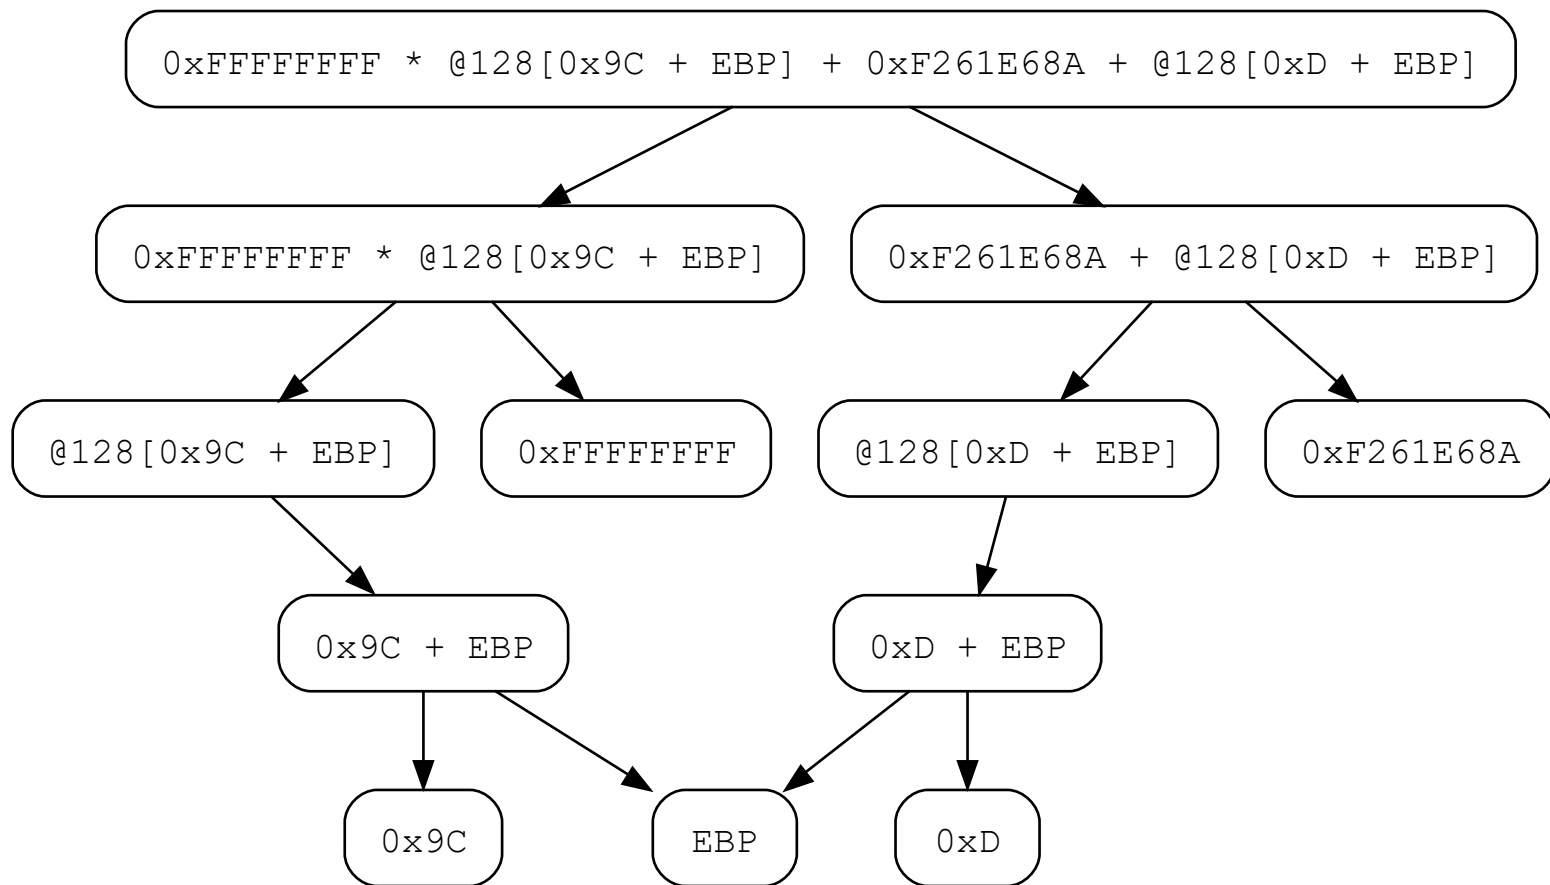 0xFFFFFFFF * @128[0x9C + EBP] + 0xF261E68A + @128[0xD + EBP]
0xFFFFFFFF * @128[0x9C + EBP]
0xF261E68A + @128[0xD + EBP]
@128[0x9C + EBP]
0xFFFFFFFF
@128[0xD + EBP]
0xF261E68A
0x9C + EBP
0xD + EBP
0x9C
EBP
0xD